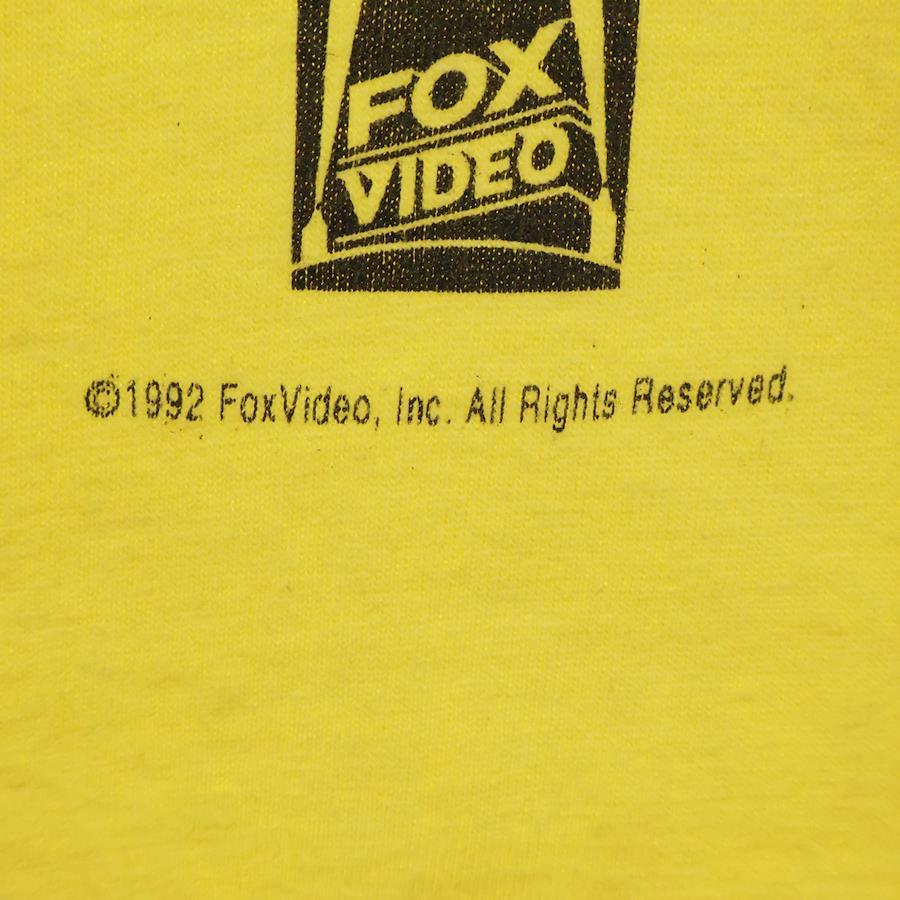 FOX
VIDEO
©1992 FoxVideo, Inc. All Rights Reserved.